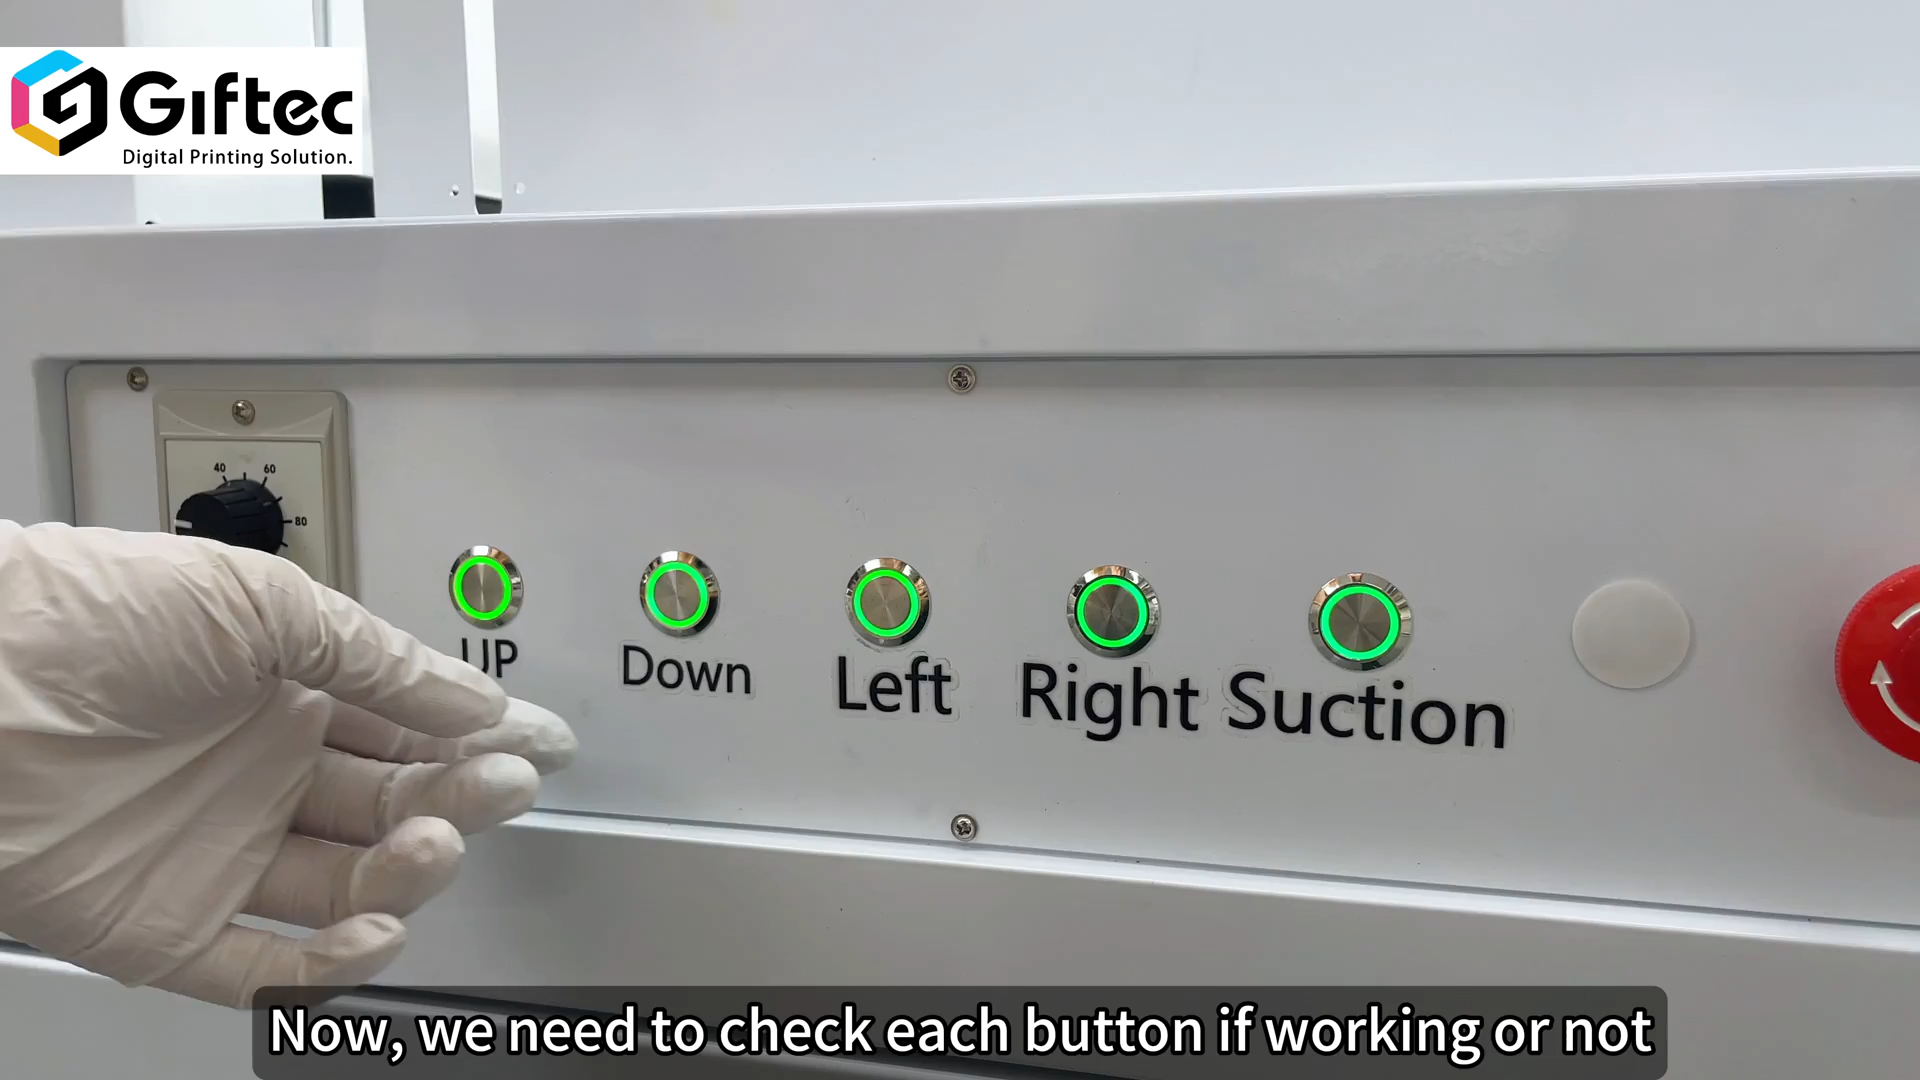 Giftec
Digital Printing Solution.
40 60
80
UP Down Left Right Suction
Now, we need to check each button if working or not